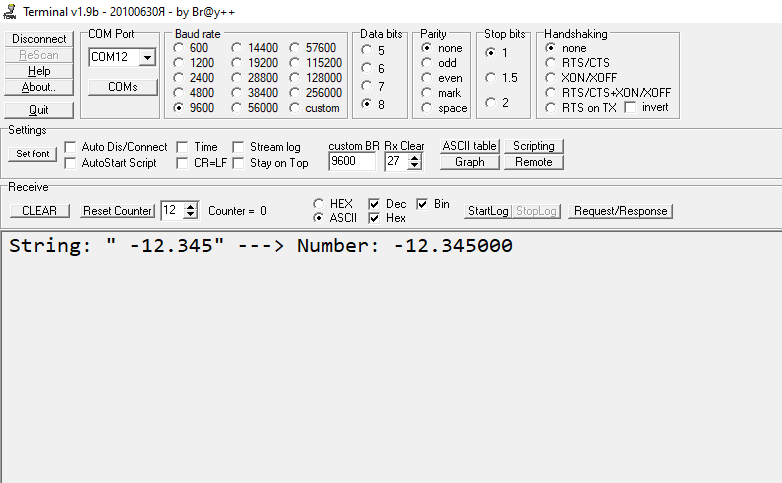 Terminal v1.9b - 20100630Я - by Br@y++
Disconnect
ReScan
Help
About..
Quit
COM Port
COM12
COMs
Baud rate
600 14400 57600
1200 19200 115200
2400 28800 128000
4800 38400 256000
9600 56000 custom
Data bits
5
6
7
8
Parity
none
odd
even
mark
space
Stop bits
1
1.5
2
Handshaking
none
RTS/CTS
XON/XOFF
RTS/CTS+XON/XOFF
RTS on TX invert
Settings
Set font
Auto Dis/Connect Time Stream log
AutoStart Script CR=LF Stay on Top
custom BR Rx Clear
9600 27
ASCII table Scripting
Graph Remote
Receive
CLEAR Reset Counter 12 Counter = 0
HEX Dec Bin
ASCII Hex
StartLog StopLog Request/Response
String: " -12.345" ---> Number: -12.345000